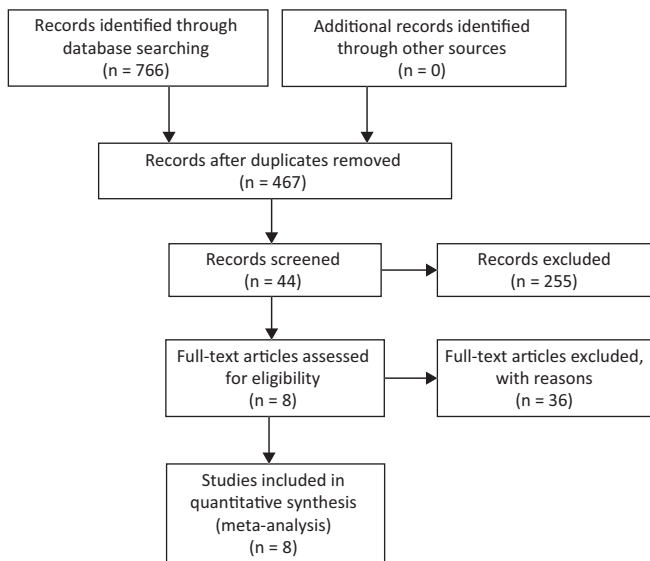 Records identified through
database searching
(n = 766)
Additional records identified
through other sources
(n = 0)
Records after duplicates removed
(n = 467)
Records screened
(n = 44)
Records excluded
(n = 255)
Full-text articles assessed
for eligibility
(n = 8)
Full-text articles excluded,
with reasons
(n = 36)
Studies included in
quantitative synthesis
(meta-analysis)
(n = 8)